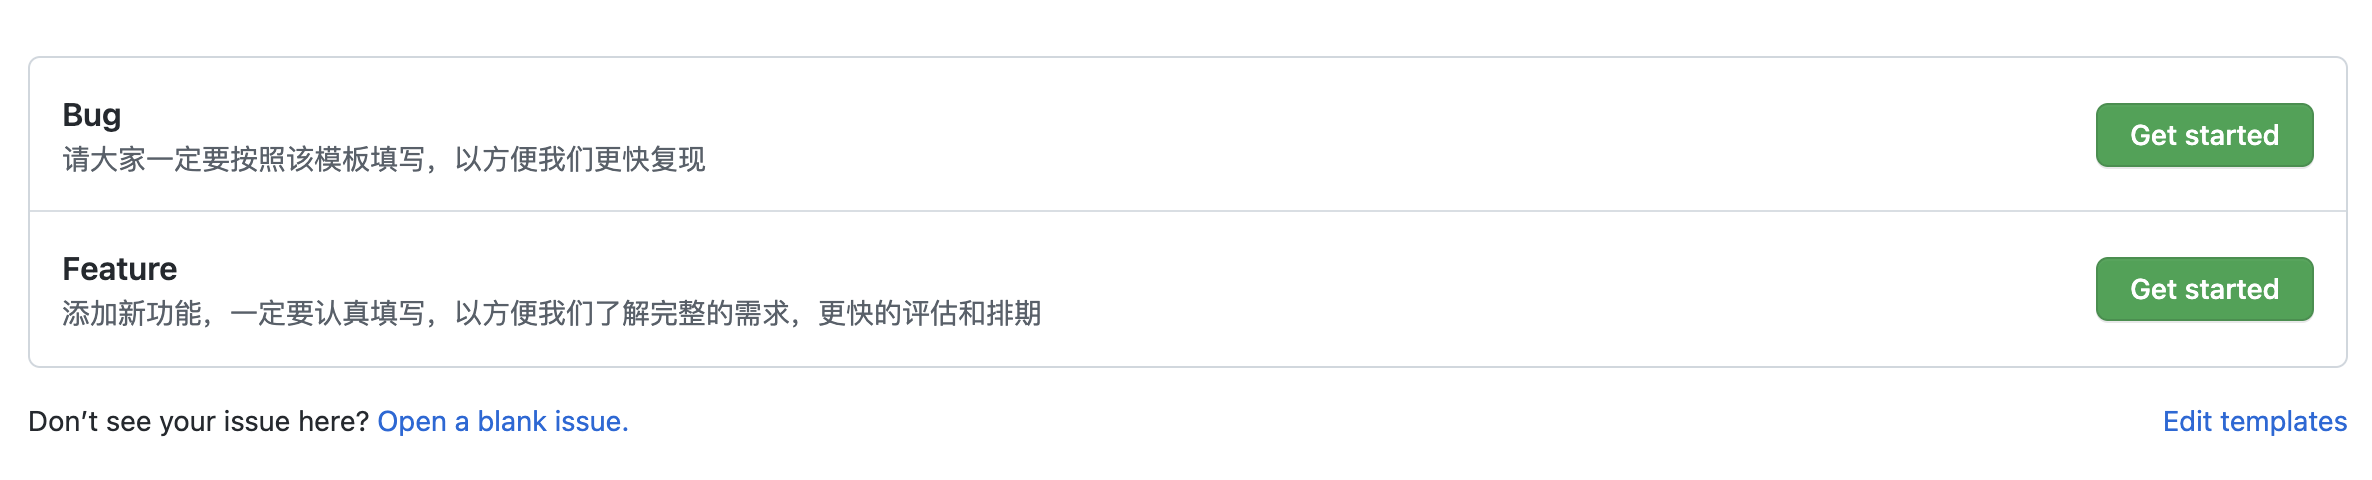 Bug
请大家一定要按照该模板填写，以方便我们更快复现
Get started
Feature
添加新功能，一定要认真填写，以方便我们了解完整的需求，更快的评估和排期
Get started
Don’t see your issue here? Open a blank issue.
Edit templates